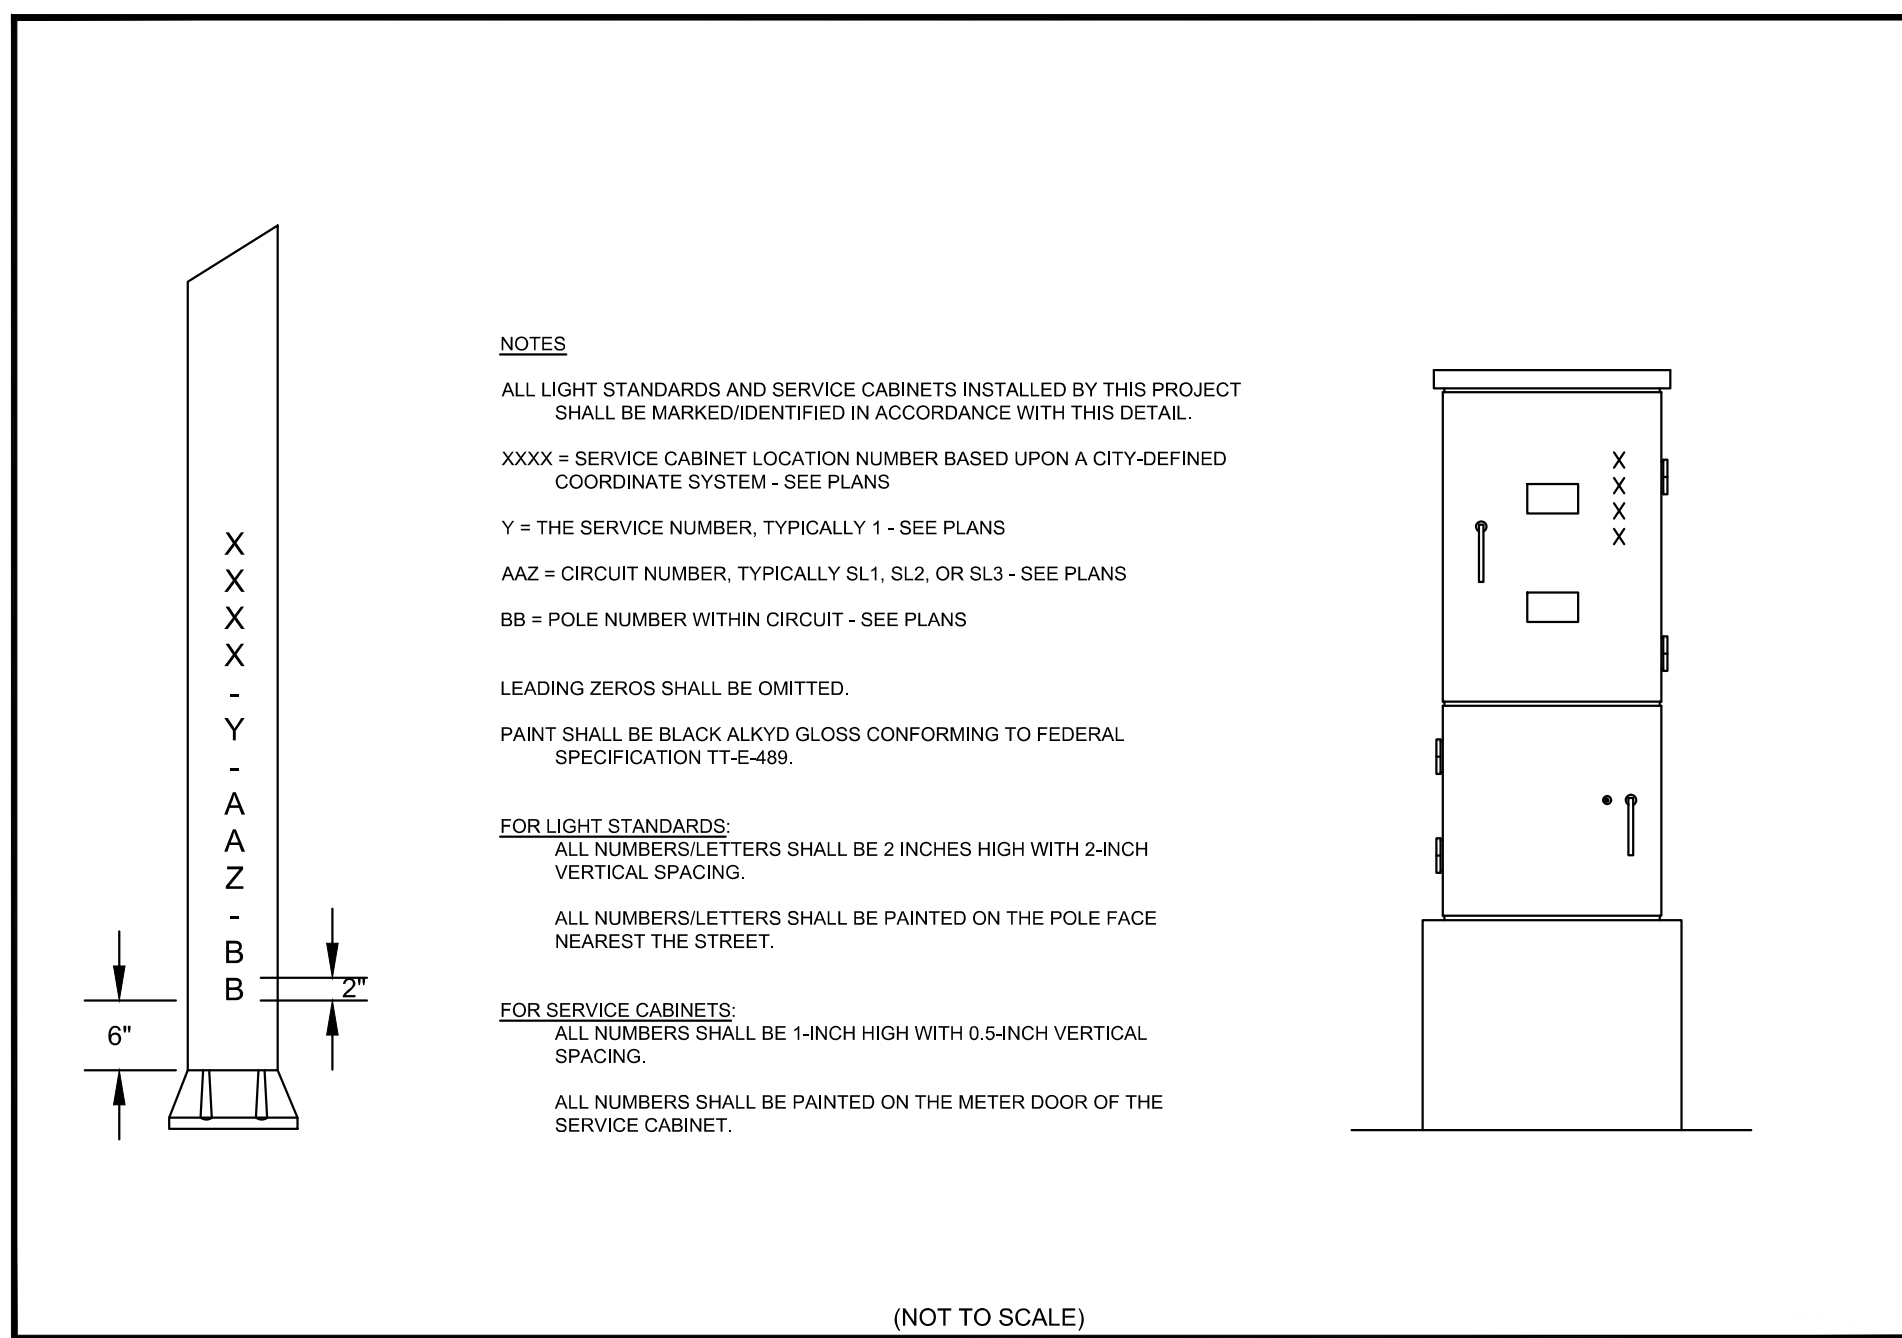 X
X
X
X
-
Y
-
A
A
Z
-
B
B
2"
6"
NOTES
ALL LIGHT STANDARDS AND SERVICE CABINETS INSTALLED BY THIS PROJECT
SHALL BE MARKED/IDENTIFIED IN ACCORDANCE WITH THIS DETAIL.
XXXX = SERVICE CABINET LOCATION NUMBER BASED UPON A CITY-DEFINED
COORDINATE SYSTEM - SEE PLANS
Y = THE SERVICE NUMBER, TYPICALLY 1 - SEE PLANS
AAZ = CIRCUIT NUMBER, TYPICALLY SL1, SL2, OR SL3 - SEE PLANS
BB = POLE NUMBER WITHIN CIRCUIT - SEE PLANS
LEADING ZEROS SHALL BE OMITTED.
PAINT SHALL BE BLACK ALKYD GLOSS CONFORMING TO FEDERAL
SPECIFICATION TT-E-489.
FOR LIGHT STANDARDS:
ALL NUMBERS/LETTERS SHALL BE 2 INCHES HIGH WITH 2-INCH
VERTICAL SPACING.
ALL NUMBERS/LETTERS SHALL BE PAINTED ON THE POLE FACE
NEAREST THE STREET.
FOR SERVICE CABINETS:
ALL NUMBERS SHALL BE 1-INCH HIGH WITH 0.5-INCH VERTICAL
SPACING.
ALL NUMBERS SHALL BE PAINTED ON THE METER DOOR OF THE
SERVICE CABINET.
X
X
X
X
(NOT TO SCALE)